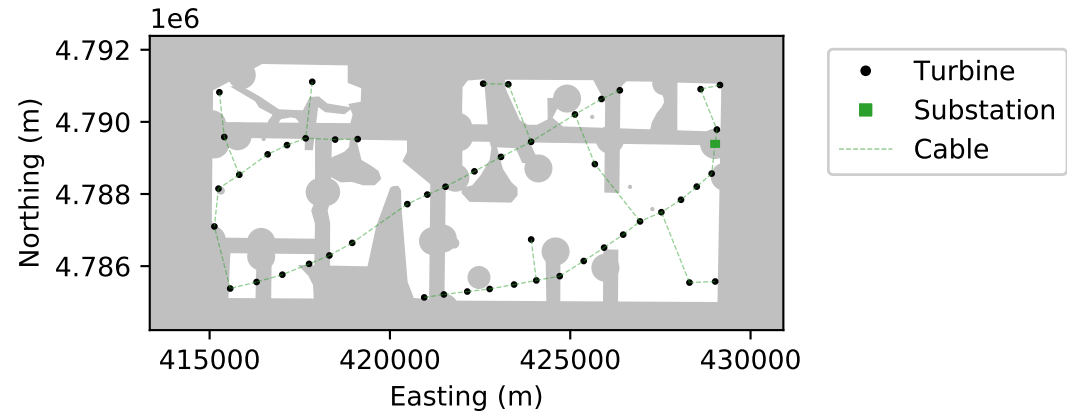 1e6
4.792
4.790
4.788
4.786
Northing (m)
415000 420000 425000 430000
Easting (m)
Turbine
Substation
Cable